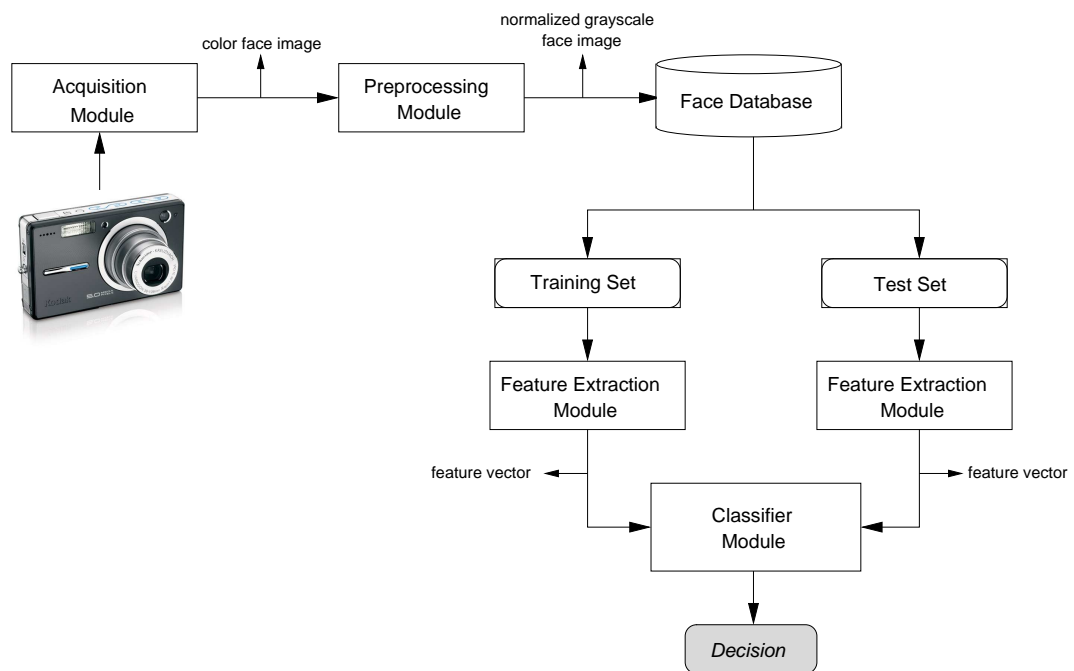 normalized grayscale
face image
color face image
Acquisition
Module
Preprocessing
Module
Face Database
Training Set
Test Set
Feature Extraction
Module
Feature Extraction
Module
feature vector
feature vector
Classifier
Module
Decision
Kodak